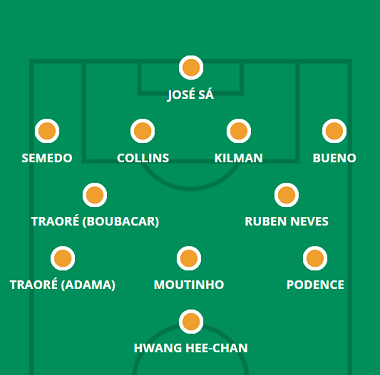 JOSÉ SÁ
SEMEDO COLLINS KILMAN BUENO
TRAORÉ (BOUBACAR) RUBEN NEVES
TRAORÉ (ADAMA) MOUTINHO PODENCE
HWANG HEE-CHAN